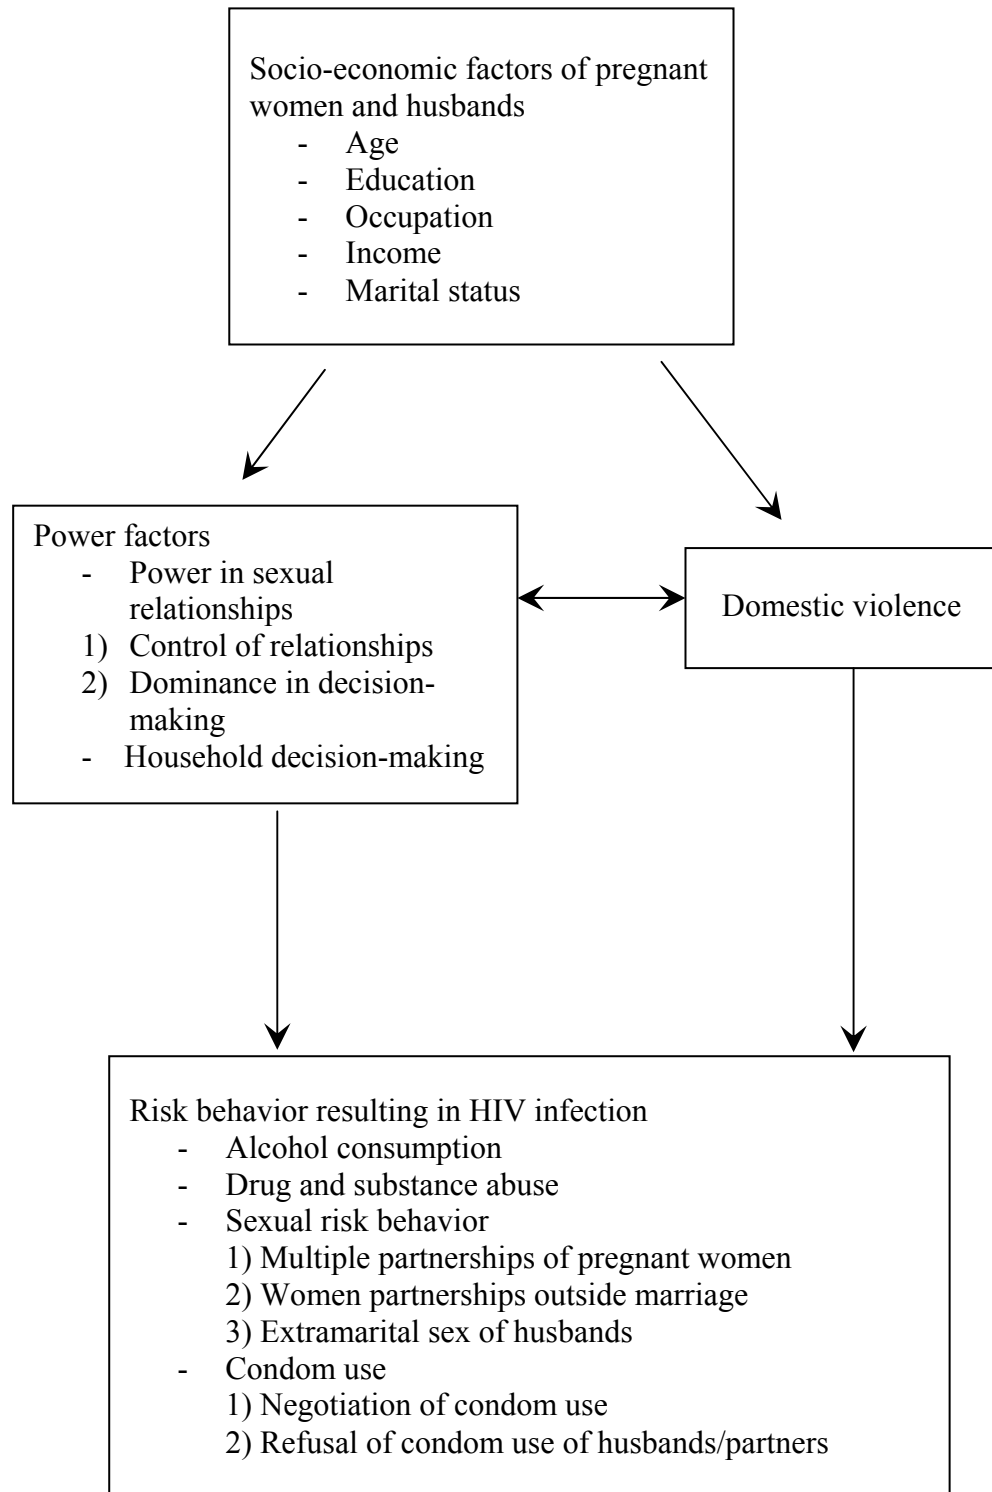 Socio-economic factors of pregnant
women and husbands
- Age
- Education
- Occupation
- Income
- Marital status
Power factors
- Power in sexual
relationships
1) Control of relationships
2) Dominance in decision-
making
- Household decision-making
Domestic violence
Risk behavior resulting in HIV infection
- Alcohol consumption
- Drug and substance abuse
- Sexual risk behavior
1) Multiple partnerships of pregnant women
2) Women partnerships outside marriage
3) Extramarital sex of husbands
- Condom use
1) Negotiation of condom use
2) Refusal of condom use of husbands/partners